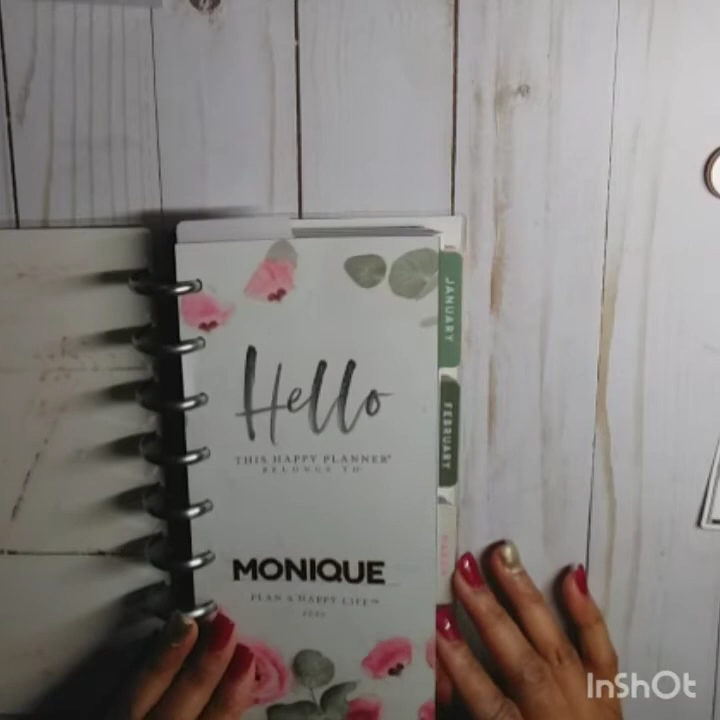 Hello
THIS HAPPY PLANNER®
BELONGS TO
MONIQUE
PLAN A HAPPY LIFE™
JANUARY
FEBRUARY
InShOt